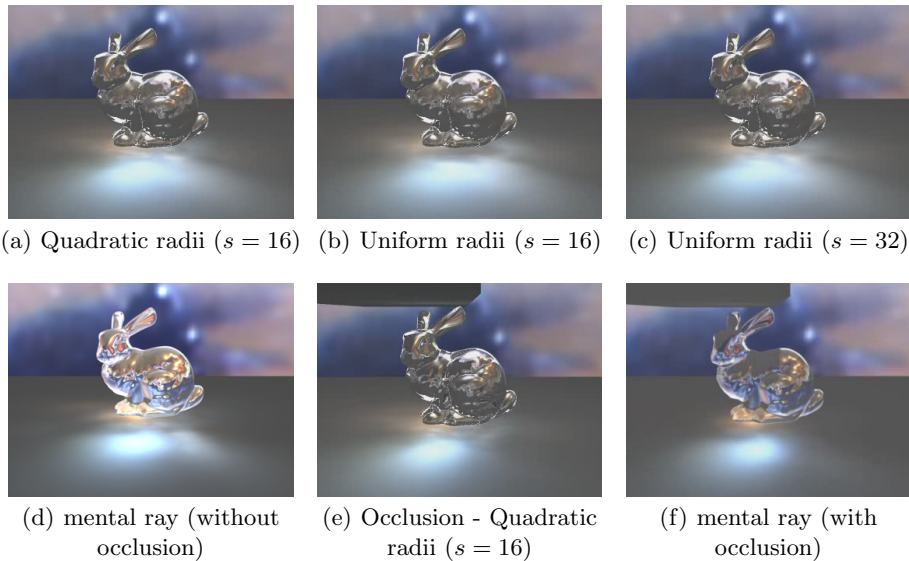 (a) Quadratic radii (s = 16)
(b) Uniform radii (s = 16)
(c) Uniform radii (s = 32)
(d) mental ray (without
occlusion)
(e) Occlusion - Quadratic
radii (s = 16)
(f) mental ray (with
occlusion)